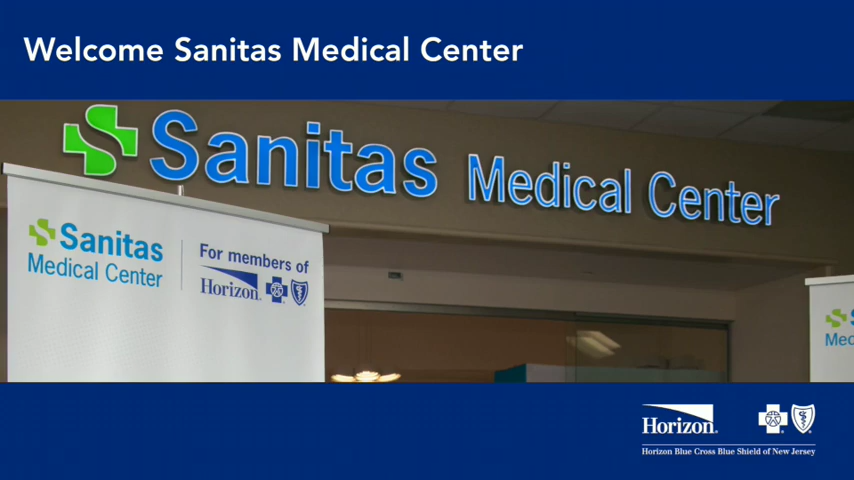 Welcome Sanitas Medical Center
Sanitas Medical Center
Sanitas
Medical Center
For members of
Horizon
Horizon
Horizon Blue Cross Blue Shield of New Jersey